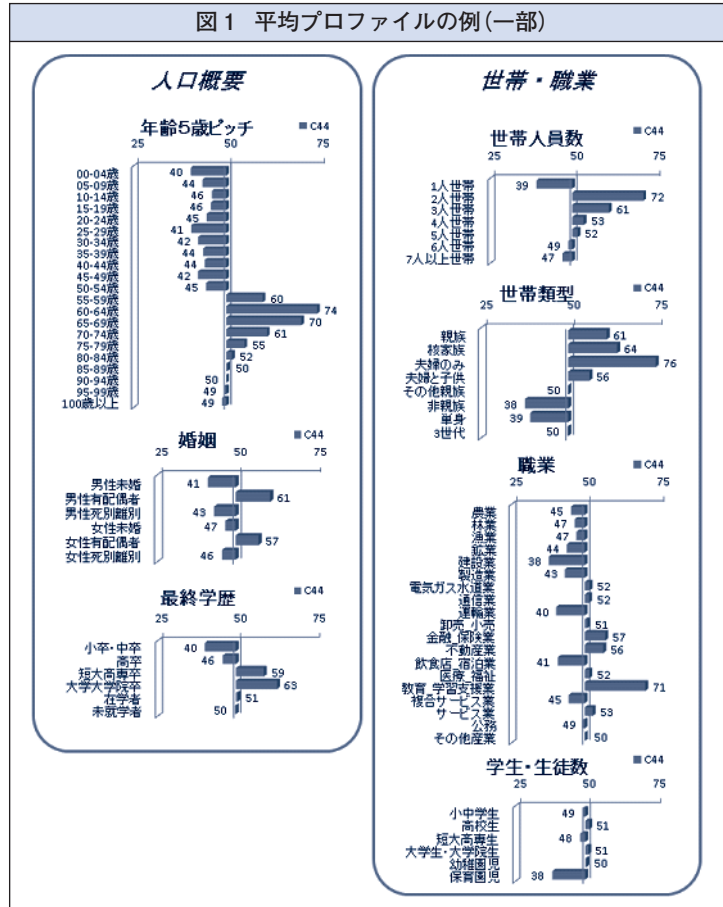 図1 平均プロファイルの例(一部)
人口概要
年齢5歳ピッチ
C44
25 50 75
00-04歳 40
05-09歳 44
10-14歳 46
15-19歳 46
20-24歳 45
25-29歳 41
30-34歳 42
35-39歳 44
40-44歳 44
45-49歳 42
50-54歳 45
55-59歳 60
60-64歳 74
65-69歳 70
70-74歳 61
75-79歳 55
80-84歳 52
85-89歳 50
90-94歳 50
95-99歳 49
100歳以上 49
婚姻
C44
25 50 75
男性未婚 41
男性有配偶者 61
男性死別離別 43
女性未婚 47
女性有配偶者 57
女性死別離別 46
最終学歴
C44
25 50 75
小卒・中卒 40
高卒 46
短大高専卒 59
大学大学院卒 63
在学者 51
未就学者 50
世帯・職業
世帯人員数
C44
25 50 75
1人世帯 39
2人世帯 72
3人世帯 61
4人世帯 53
5人世帯 52
6人世帯 49
7人以上世帯 47
世帯類型
C44
25 50 75
親族 61
核家族 64
夫婦のみ 76
夫婦と子供 56
その他親族 50
非親族 38
単身 39
3世代 50
職業
C44
25 50 75
農業 45
林業 47
漁業 47
鉱業 44
建設業 38
製造業 43
電気ガス水道業 52
通信業 52
運輸業 40
卸売_小売 51
金融_保険業 57
不動産業 56
飲食店_宿泊業 41
医療_福祉 52
教育_学習支援業 71
複合サービス業 45
サービス業 53
公務 49
その他産業 50
学生・生徒数
C44
25 50 75
小中学生 49
高校生 51
短大高専生 48
大学生・大学院生 51
幼稚園児 50
保育園児 38